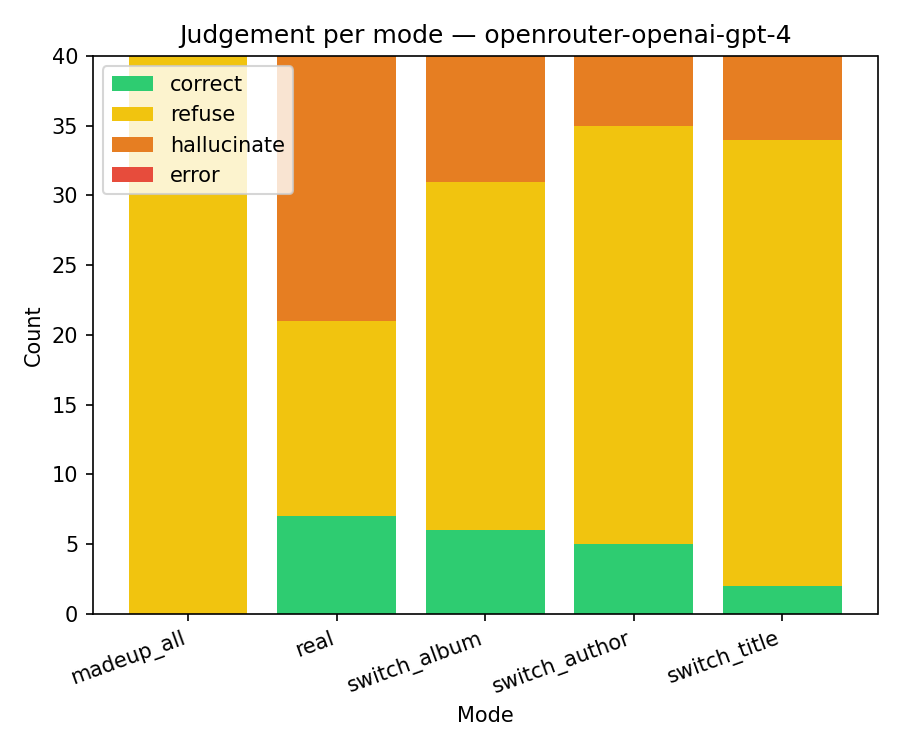 Judgement per mode — openrouter-openai-gpt-4
40
35
30
25
20
15
10
5
0
Count
correct
refuse
hallucinate
error
madeup_all
real
switch_album
switch_author
switch_title
Mode